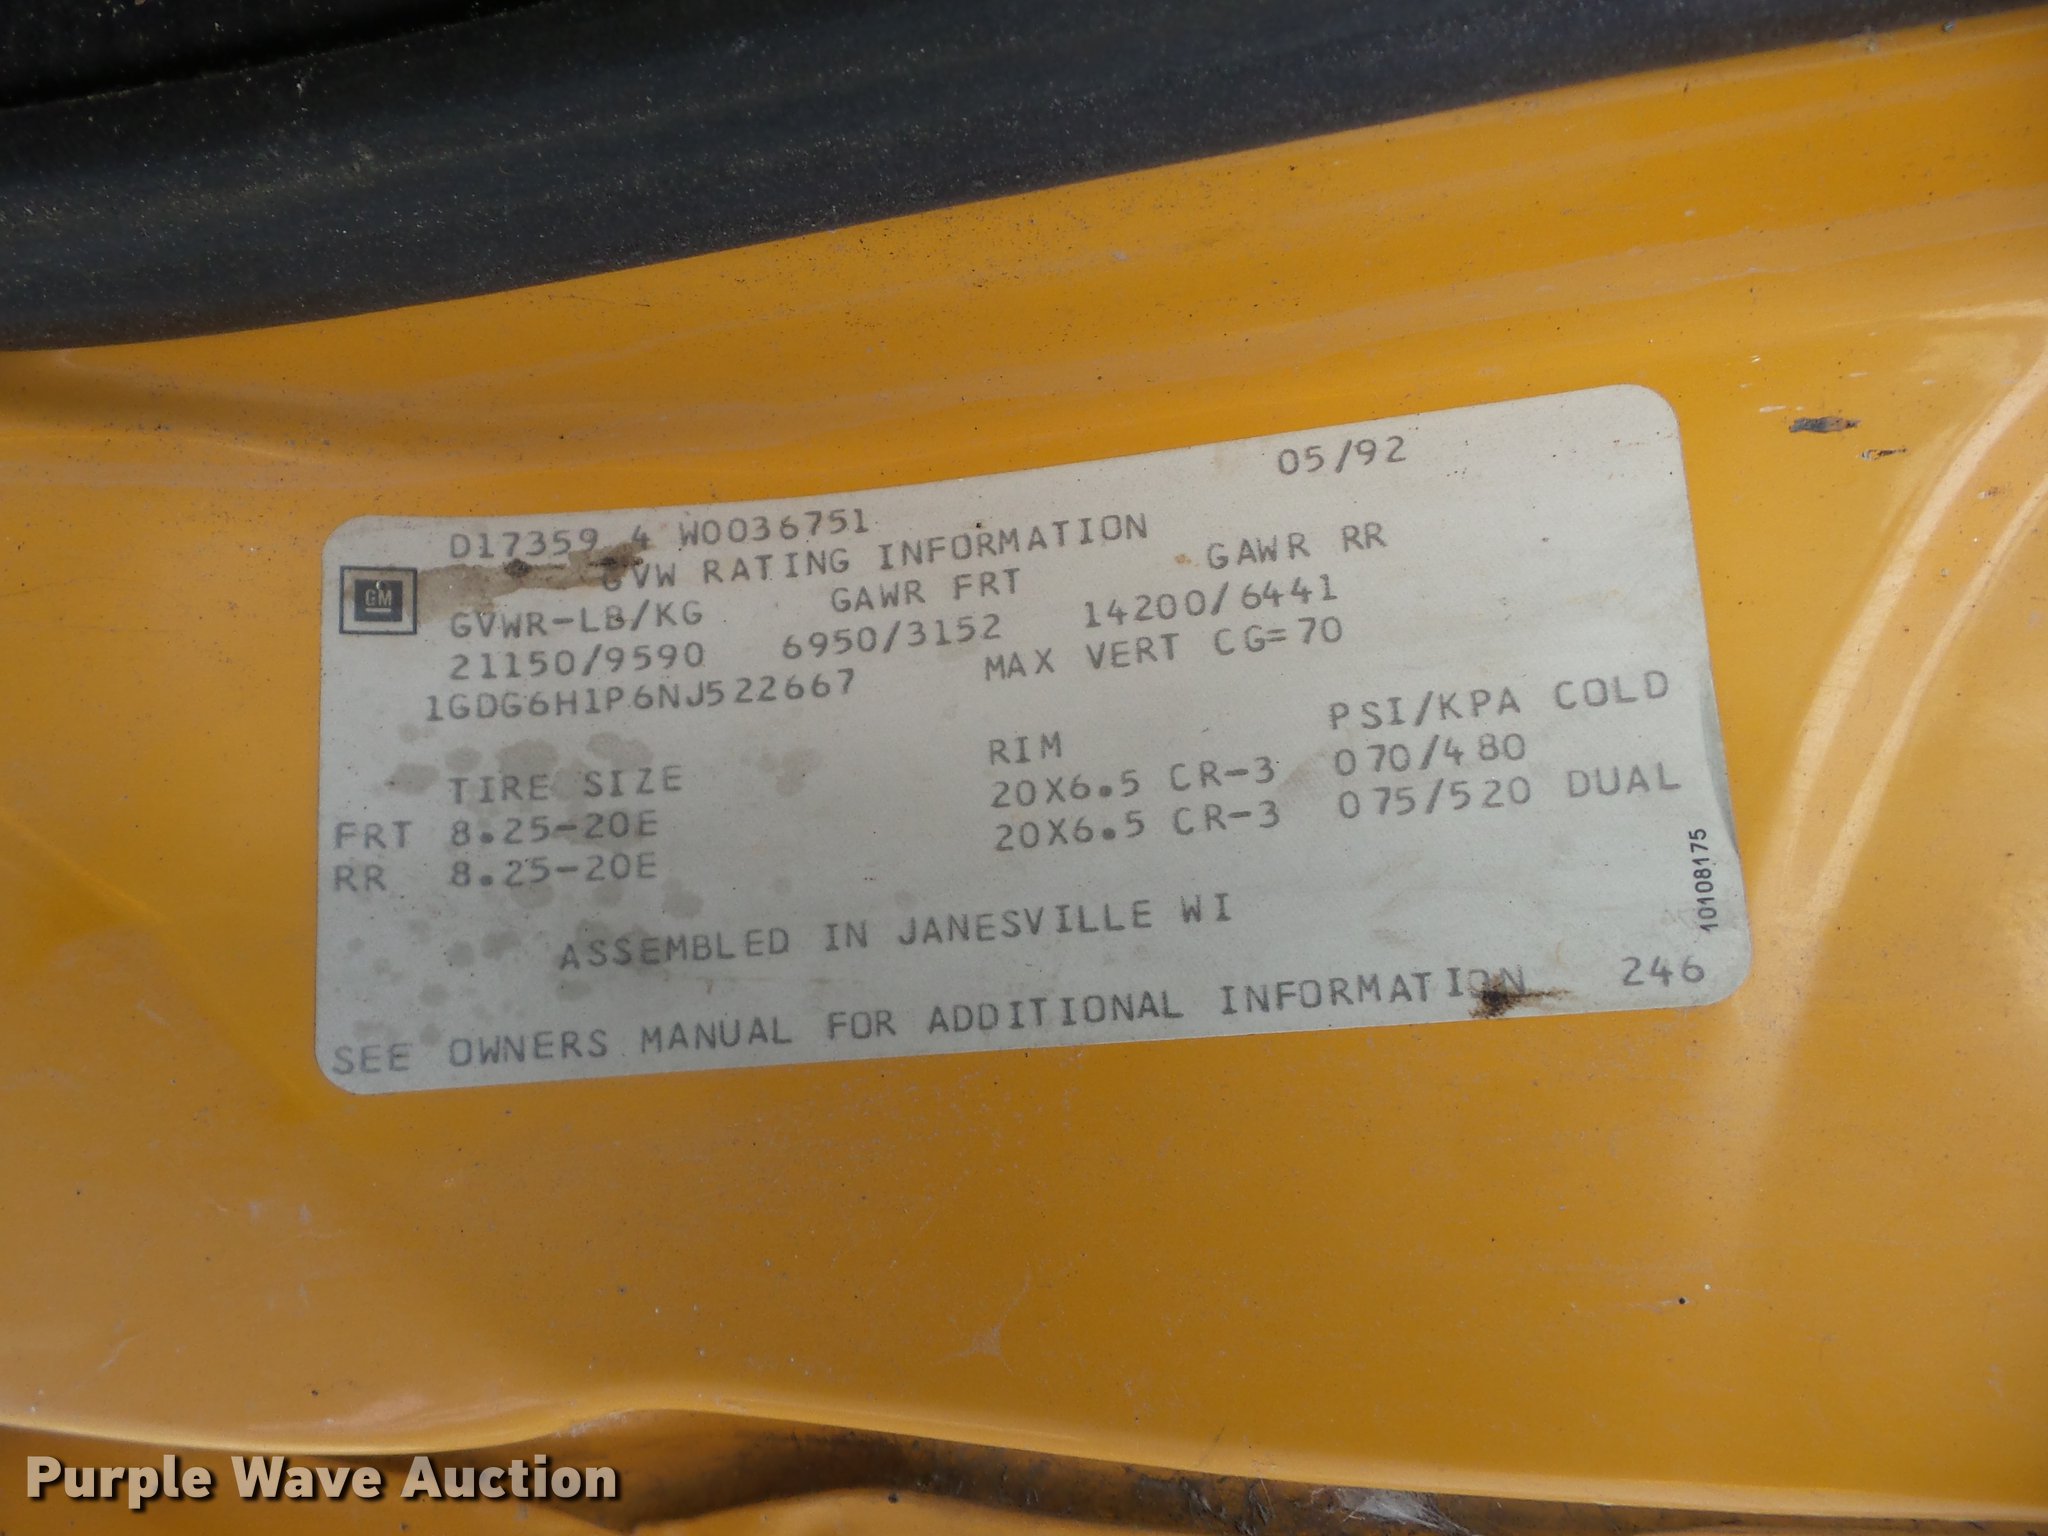 05/92
D17359 4 W0036751
GVW RATING INFORMATION
GM
GVWR-LB/KG GAWR FRT GAWR RR
21150/9590 6950/3152 14200/6441
1GDG6H1P6NJ522667 MAX VERT CG=70
TIRE SIZE RIM PSI/KPA COLD
FRT 8.25-20E 20X6.5 CR-3 070/480
RR 8.25-20E 20X6.5 CR-3 075/520 DUAL
10108175
ASSEMBLED IN JANESVILLE WI
246
SEE OWNERS MANUAL FOR ADDITIONAL INFORMATION
Purple Wave Auction